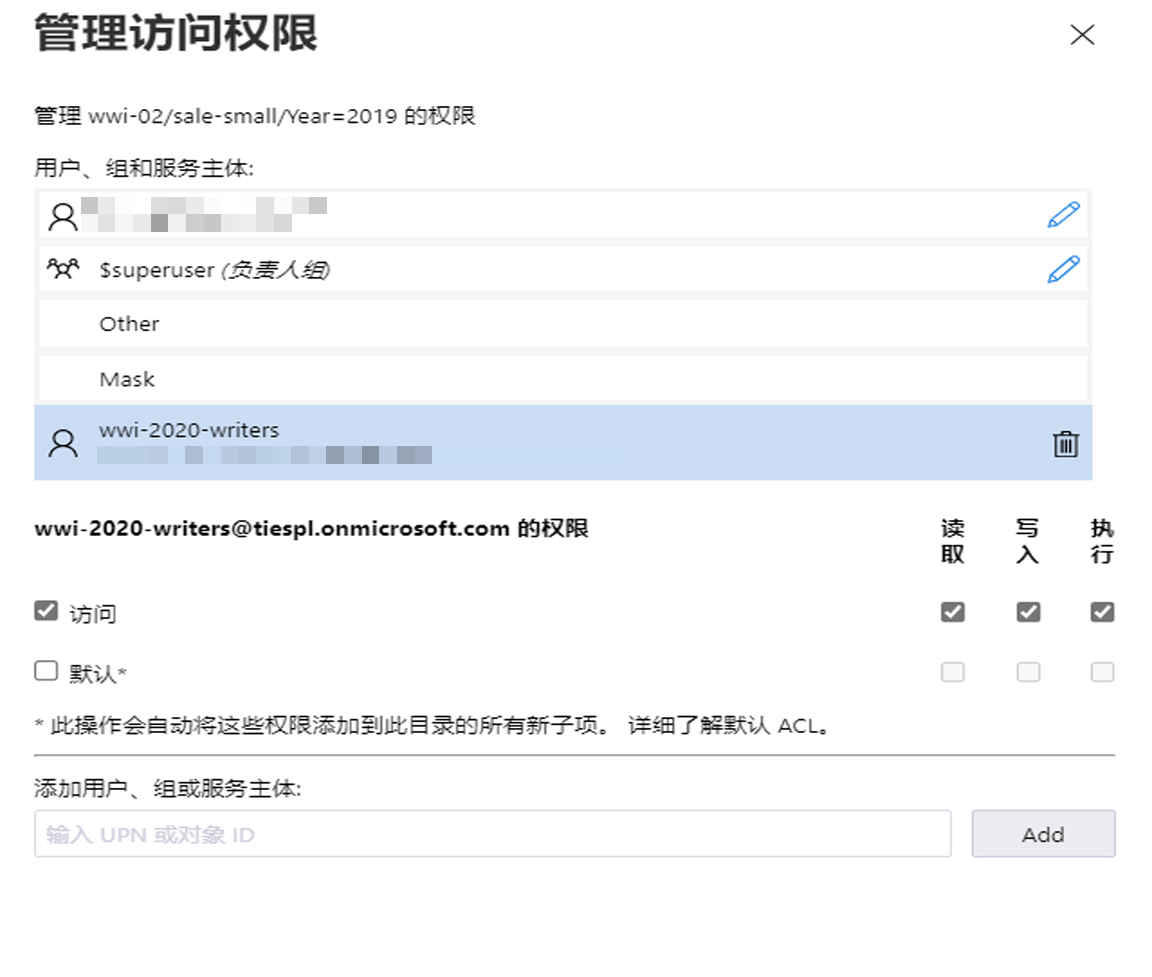 管理访问权限
管理 wwi-02/sale-small/Year=2019 的权限
用户、组和服务主体:
$superuser (负责人组)
Other
Mask
wwi-2020-writers
wwi-2020-writers@tiespl.onmicrosoft.com 的权限
读取 写入 执行
访问
默认*
* 此操作会自动将这些权限添加到此目录的所有新子项。 详细了解默认 ACL。
添加用户、组或服务主体:
输入 UPN 或对象 ID
Add